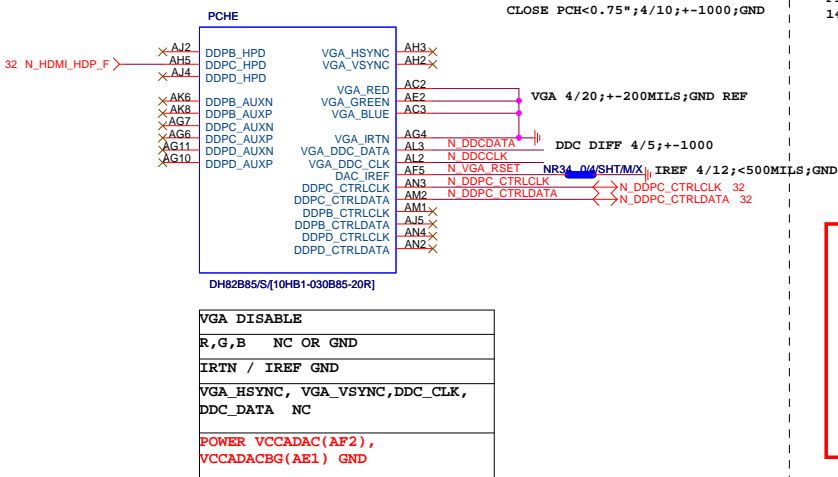 PCHE
CLOSE PCH<0.75";4/10;+-1000;GND
32 N_HDMI_HDP_F
AJ2 DDPB_HPD
AH5 DDPC_HPD
AJ4 DDPD_HPD
AK6 DDPB_AUXN
AK8 DDPB_AUXP
AG7 DDPC_AUXN
AG6 DDPC_AUXP
AG11 DDPD_AUXN
AG10 DDPD_AUXP
VGA_HSYNC AH3
VGA_VSYNC AH2
VGA_RED AC2
VGA_GREEN AE2
VGA_BLUE AC3
VGA 4/20;+-200MILS;GND REF
VGA_IRTN AG4
VGA_DDC_DATA AL3 N_DDCDATA
DDC DIFF 4/5;+-1000
VGA_DDC_CLK AL2 N_DDCCLK
DAC_IREF AF5 N_VGA_RSET NR34 0/4/SHT/M/X IREF 4/12;<500MILS;GND
DDPC_CTRLCLK AN3 N_DDPC_CTRLCLK N_DDPC_CTRLCLK 32
DDPC_CTRLDATA AM2 N_DDPC_CTRLDATA N_DDPC_CTRLDATA 32
DDPB_CTRLCLK AM1
DDPB_CTRLDATA AJ5
DDPD_CTRLCLK AN4
DDPD_CTRLDATA AN2
DH82B85/S/[10HB1-030B85-20R]
VGA DISABLE
R,G,B NC OR GND
IRTN / IREF GND
VGA_HSYNC, VGA_VSYNC,DDC_CLK,
DDC_DATA NC
POWER VCCADAC(AF2),
VCCADACBG(AE1) GND